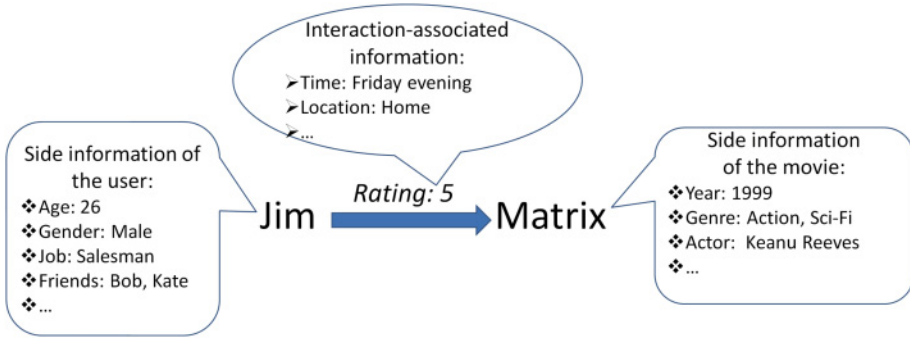 Interaction-associated
information:
➢Time: Friday evening
➢Location: Home
➢...
Side information of
the user:
❖Age: 26
❖Gender: Male
❖Job: Salesman
❖Friends: Bob, Kate
❖...
Jim
Rating: 5
Matrix
Side information
of the movie:
❖Year: 1999
❖Genre: Action, Sci-Fi
❖Actor: Keanu Reeves
❖...